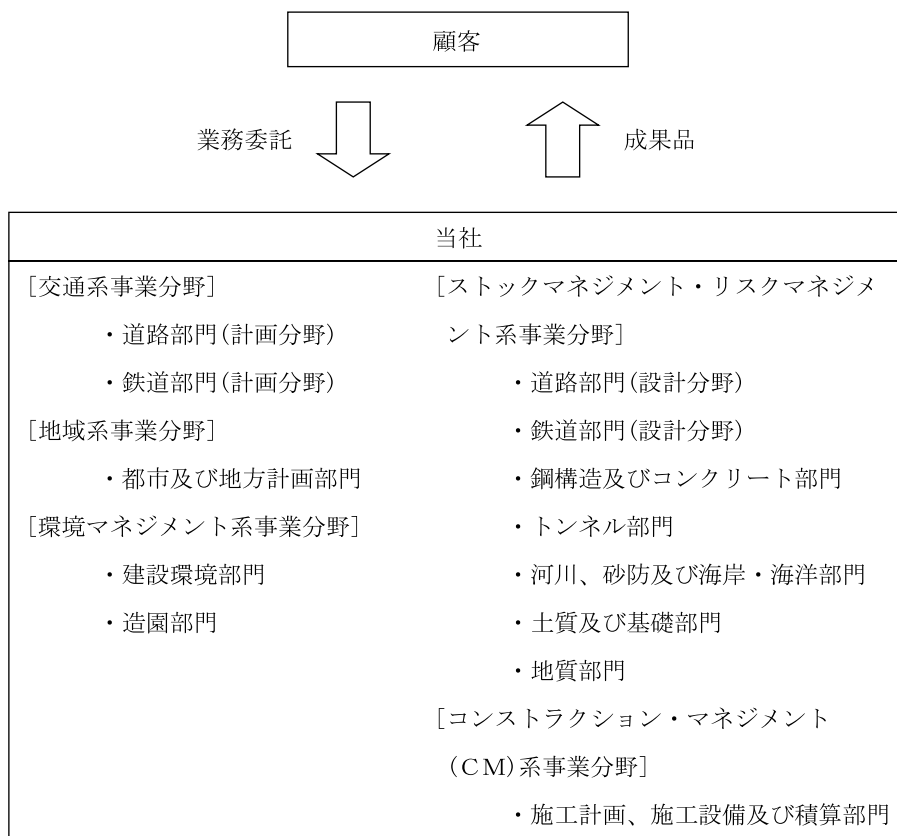 顧客
業務委託
成果品
当社
[交通系事業分野]
・道路部門(計画分野)
・鉄道部門(計画分野)
[地域系事業分野]
・都市及び地方計画部門
[環境マネジメント系事業分野]
・建設環境部門
・造園部門
[ストックマネジメント・リスクマネジメ
ント系事業分野]
・道路部門(設計分野)
・鉄道部門(設計分野)
・鋼構造及びコンクリート部門
・トンネル部門
・河川、砂防及び海岸・海洋部門
・土質及び基礎部門
・地質部門
[コンストラクション・マネジメント
(CM)系事業分野]
・施工計画、施工設備及び積算部門